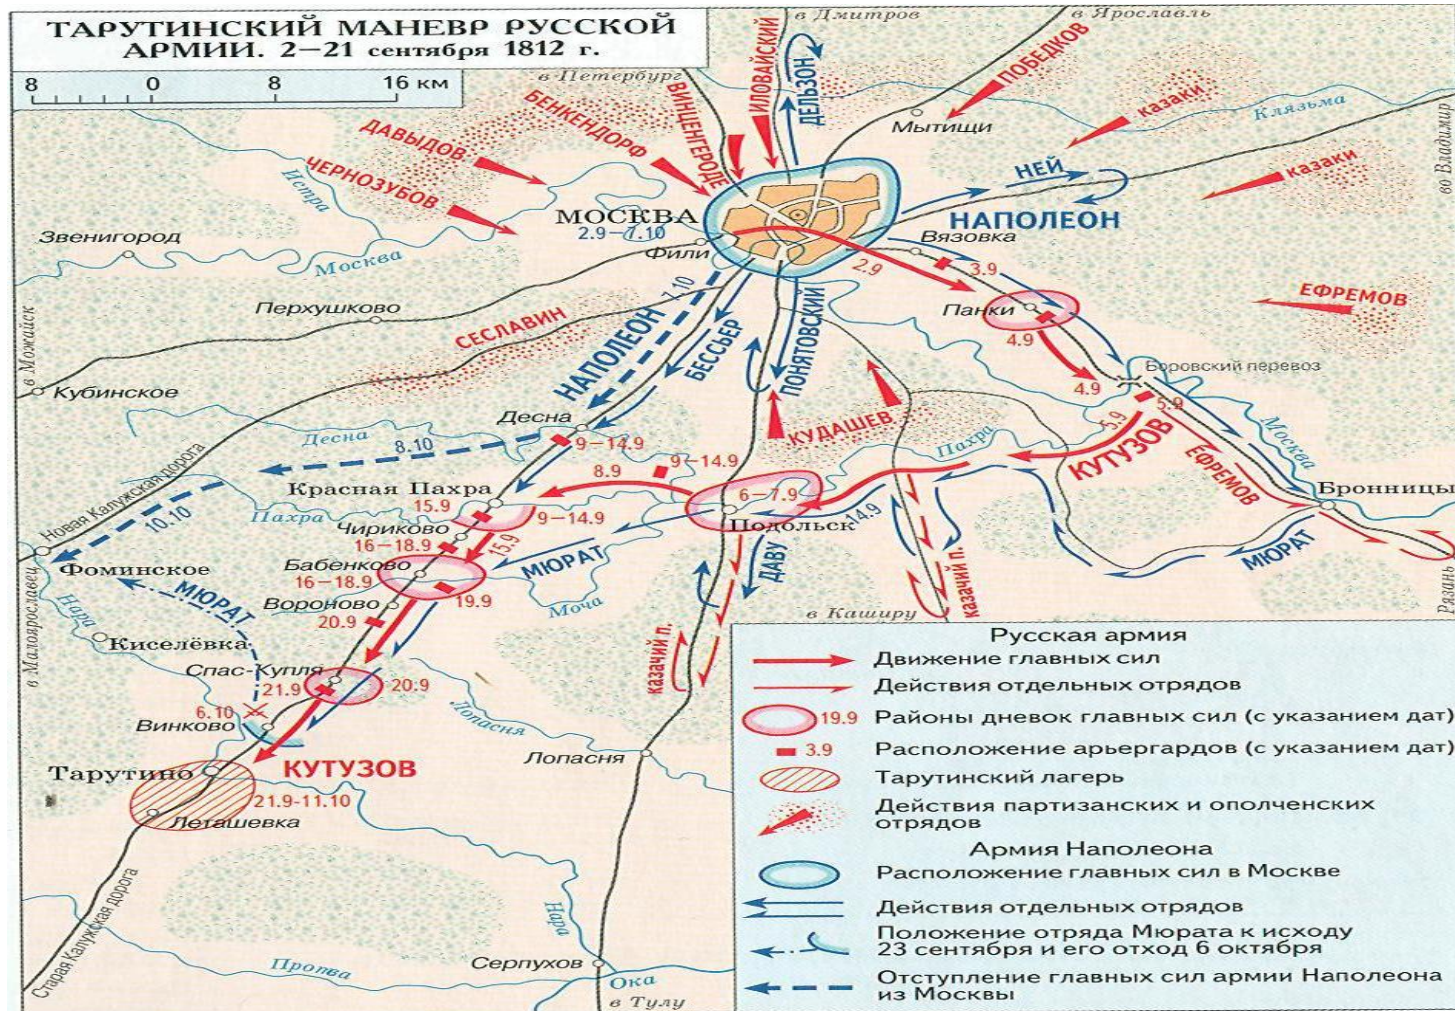 ТАРУТИНСКИЙ МАНЕВР РУССКОЙ
АРМИИ. 2—21 сентября 1812 г.
8 0 8 16 км
в Дмитров
в Ярославль
в Петербург
ВИНЦЕНГЕРОДЕ
ИЛОВАЙСКИЙ
ДЕЛЬЗОН
ПОБЕДКОВ
казаки
Клязьма
Мытищи
БЕНКЕНДОРФ
ДАВЫДОВ
ЧЕРНОЗУБОВ
Истра
НЕЙ
казаки
во Владимир
МОСКВА
2.9—7.10
НАПОЛЕОН
Звенигород
Москва
Фили
Вязовка
2.9
3.9
Перхушково
Панки
ЕФРЕМОВ
4.9
в Можайск
СЕСЛАВИН
НАПОЛЕОН 7.10
БЕССЬЕР
ПОНЯТОВСКИЙ
Кубинское
Боровский перевоз
4.9
5.9
5.9
Десна
Десна
КУДАШЕВ
Пахра
КУТУЗОВ
Москва
ЕФРЕМОВ
8.10
9—14.9
9—14.9
8.9
Красная Пахра
6—7.9
Бронницы
Новая Калужская дорога
Пахра
15.9
9—14.9
Подольск
14.9
10.10
Чириково
16—18.9
15.9
МЮРАТ
ДАВУ
МЮРАТ
Фоминское
Бабенково
16—18.9
казачий п.
Рязань
МЮРАТ
Вороново
19.9
Моча
в Каширу
Нара
20.9
в Малоярославец
Киселёвка
казачий п.
Спас-Купля
21.9
20.9
6.10
Винково
Лопасня
Лопасня
Тарутино
КУТУЗОВ
21.9-11.10
Леташевка
Старая Калужская дорога
Нара
Протва
Серпухов
Ока
в Тулу
Русская армия
Движение главных сил
Действия отдельных отрядов
19.9 Районы дневок главных сил (с указанием дат)
3.9 Расположение арьергардов (с указанием дат)
Тарутинский лагерь
Действия партизанских и ополченских
отрядов
Армия Наполеона
Расположение главных сил в Москве
Действия отдельных отрядов
Положение отряда Мюрата к исходу
23 сентября и его отход 6 октября
Отступление главных сил армии Наполеона
из Москвы